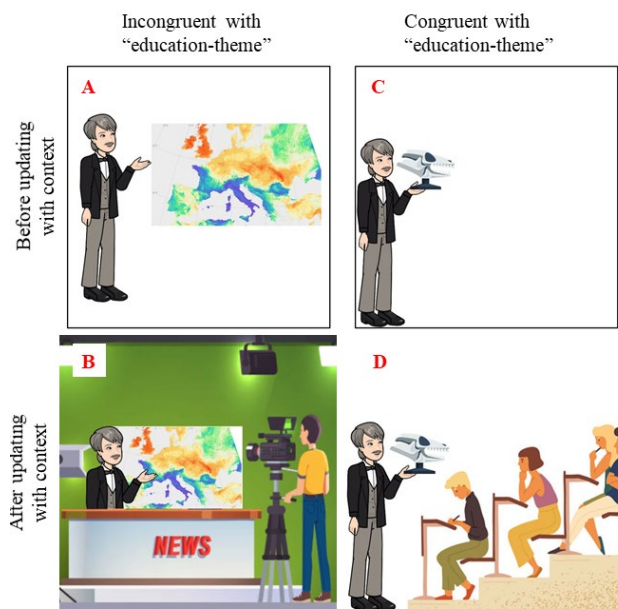 Incongruent with
“education-theme”
Congruent with
“education-theme”
Before updating
with context
A
C
After updating
with context
B
D
NEWS